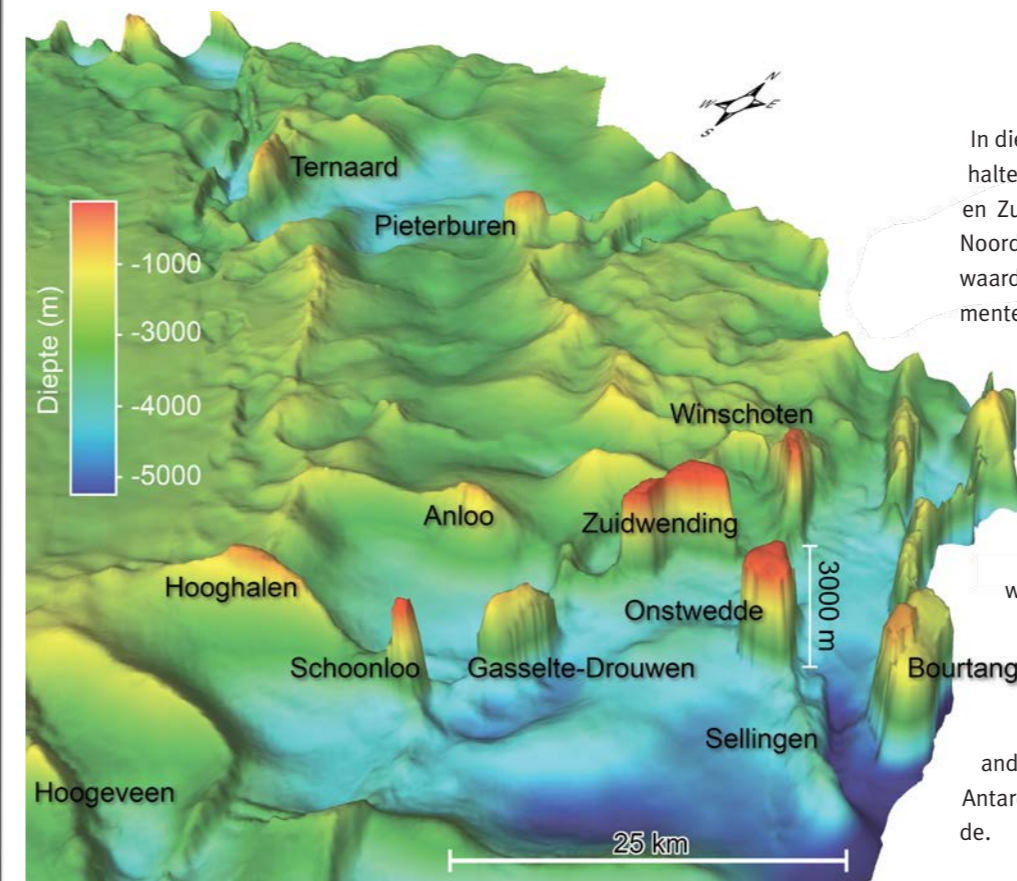 N
W
E
S
Ternaard
Pieterburen
Diepte (m)
-1000
-3000
-4000
-5000
Winschoten
Anloo
Zuidwending
Hooghalen
3000 m
Onstwedde
Schoonloo
Gasselte-Drouwen
Bourtang
Sellingen
Hoogeveen
25 km
In die
halte
en Zu
Noord
waard
mente
w
and
Antar
de.